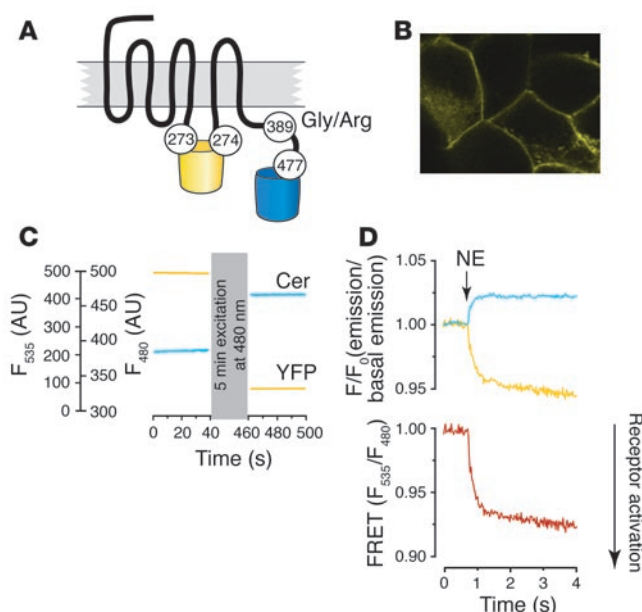 A
B
Gly/Arg
389
273
274
477
C
D
500
400
300
200
100
0
F535 (AU)
500
450
400
350
300
F480 (AU)
Cer
5 min excitation
at 480 nm
YFP
0 20 40 460 480 500
Time (s)
NE
1.05
1.00
0.95
F/F0(emission/
basal emission)
1.00
0.95
0.90
FRET (F535/F480)
Receptor activation
0 1 2 3 4
Time (s)